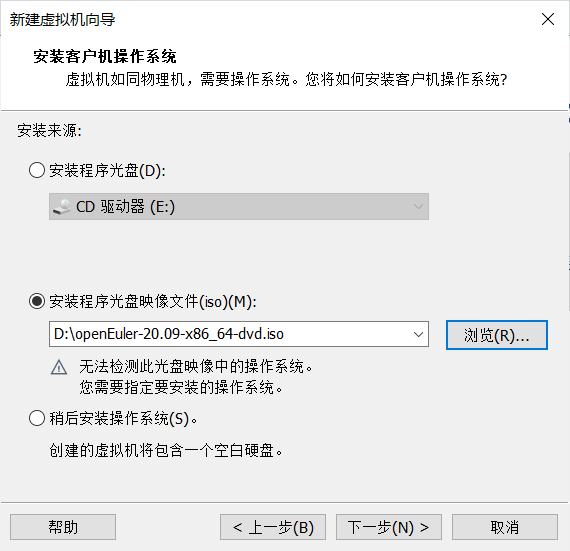 新建虚拟机向导
安装客户机操作系统
虚拟机如同物理机，需要操作系统。您将如何安装客户机操作系统?
安装来源:
安装程序光盘(D):
CD 驱动器 (E:)
安装程序光盘映像文件(iso)(M):
D:\openEuler-20.09-x86_64-dvd.iso
浏览(R)...
无法检测此光盘映像中的操作系统。
您需要指定要安装的操作系统。
稍后安装操作系统(S)。
创建的虚拟机将包含一个空白硬盘。
帮助
< 上一步(B)
下一步(N) >
取消